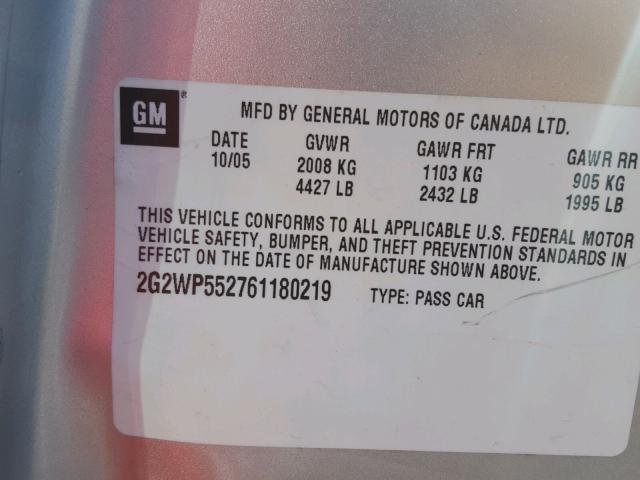 GM ®
MFD BY GENERAL MOTORS OF CANADA LTD.
DATE GVWR GAWR FRT GAWR RR
10/05 2008 KG 1103 KG 905 KG
4427 LB 2432 LB 1995 LB
THIS VEHICLE CONFORMS TO ALL APPLICABLE U.S. FEDERAL MOTOR
VEHICLE SAFETY, BUMPER, AND THEFT PREVENTION STANDARDS IN
EFFECT ON THE DATE OF MANUFACTURE SHOWN ABOVE.
2G2WP552761180219 TYPE: PASS CAR